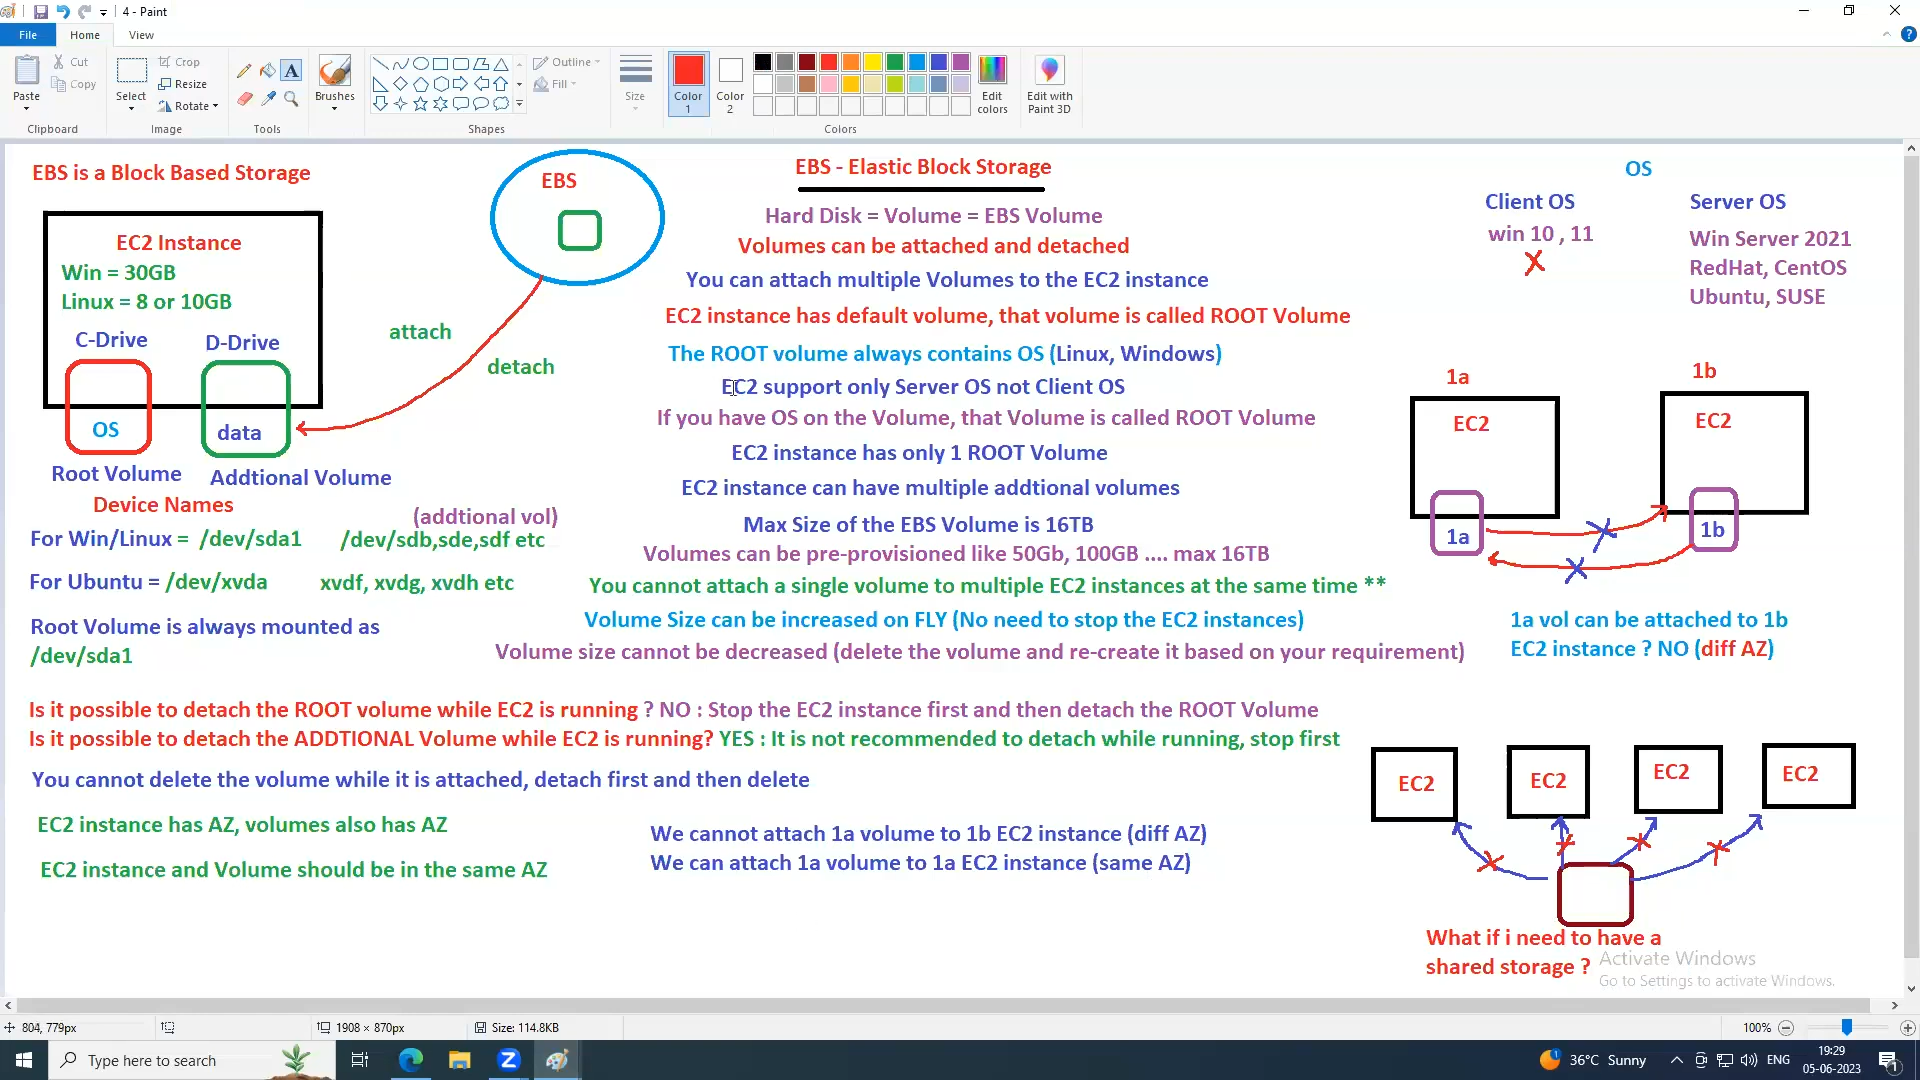 4 - Paint
File
Home
View
Paste
Cut
Copy
Clipboard
Select
Crop
Resize
Rotate
Image
A
Tools
Brushes
Shapes
Outline
Fill
Size
Color
1
Color
2
Colors
Edit
colors
Edit with
Paint 3D
EBS is a Block Based Storage
EC2 Instance
Win = 30GB
Linux = 8 or 10GB
C-Drive
D-Drive
OS
data
Root Volume
Addtional Volume
EBS
attach
detach
Device Names
(addtional vol)
For Win/Linux = /dev/sda1
/dev/sdb,sde,sdf etc
For Ubuntu = /dev/xvda
xvdf, xvdg, xvdh etc
Root Volume is always mounted as
/dev/sda1
EBS - Elastic Block Storage
Hard Disk = Volume = EBS Volume
Volumes can be attached and detached
You can attach multiple Volumes to the EC2 instance
EC2 instance has default volume, that volume is called ROOT Volume
The ROOT volume always contains OS (Linux, Windows)
EC2 support only Server OS not Client OS
If you have OS on the Volume, that Volume is called ROOT Volume
EC2 instance has only 1 ROOT Volume
EC2 instance can have multiple addtional volumes
Max Size of the EBS Volume is 16TB
Volumes can be pre-provisioned like 50Gb, 100GB .... max 16TB
You cannot attach a single volume to multiple EC2 instances at the same time **
Volume Size can be increased on FLY (No need to stop the EC2 instances)
Volume size cannot be decreased (delete the volume and re-create it based on your requirement)
OS
Client OS
win 10 , 11
Server OS
Win Server 2021
RedHat, CentOS
Ubuntu, SUSE
1a
1b
EC2
EC2
1a
1b
1a vol can be attached to 1b
EC2 instance ? NO (diff AZ)
Is it possible to detach the ROOT volume while EC2 is running ? NO : Stop the EC2 instance first and then detach the ROOT Volume
Is it possible to detach the ADDTIONAL Volume while EC2 is running? YES : It is not recommended to detach while running, stop first
You cannot delete the volume while it is attached, detach first and then delete
EC2 instance has AZ, volumes also has AZ
EC2 instance and Volume should be in the same AZ
We cannot attach 1a volume to 1b EC2 instance (diff AZ)
We can attach 1a volume to 1a EC2 instance (same AZ)
EC2
EC2
EC2
EC2
What if i need to have a
shared storage ?
Activate Windows
Go to Settings to activate Windows.
804, 779px
1908 × 870px
Size: 114.8KB
100%
Type here to search
36°C Sunny
ENG
19:29
05-06-2023
1